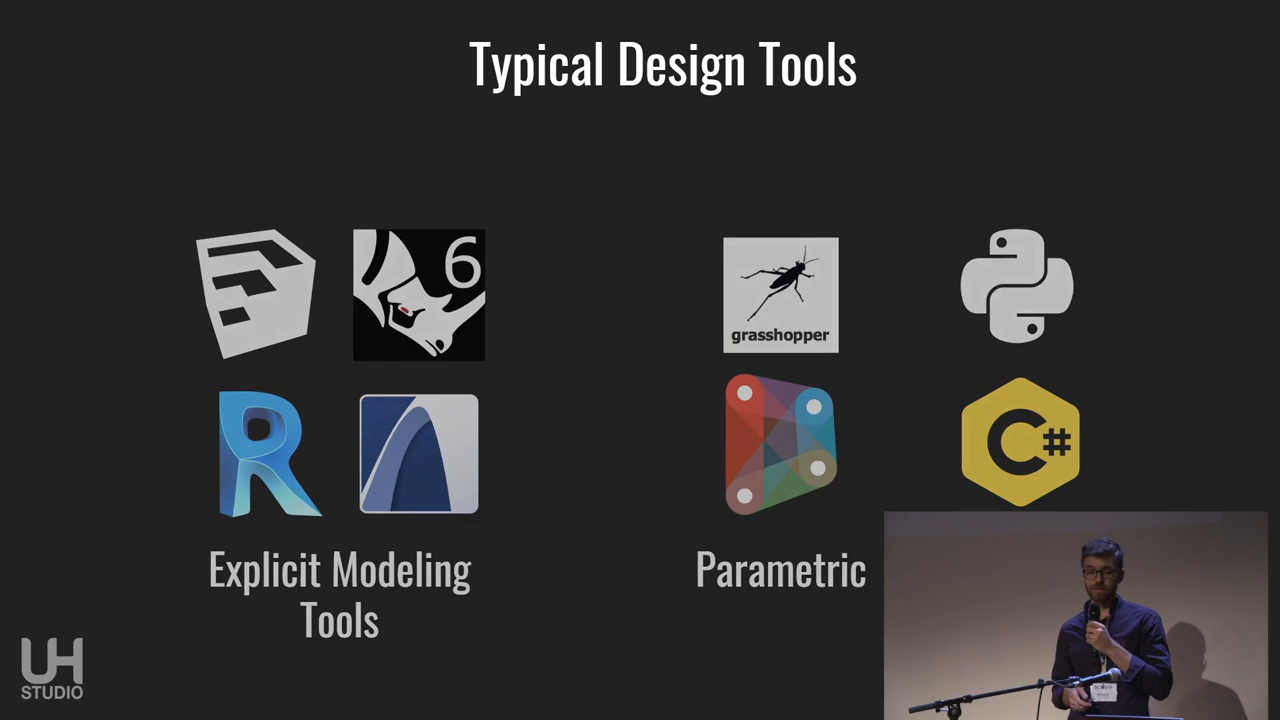 Typical Design Tools
6
grasshopper
C#
Explicit Modeling
Tools
Parametric
UH
STUDIO